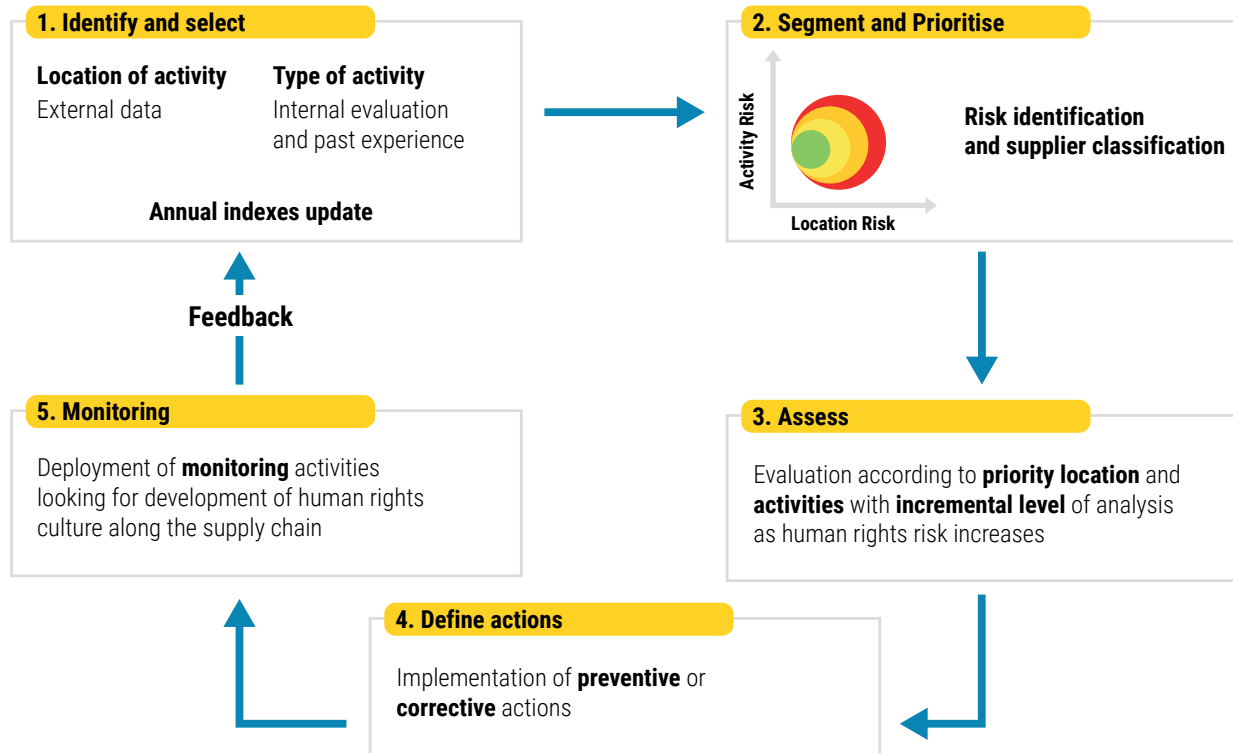 1. Identify and select
Location of activity
External data
Type of activity
Internal evaluation
and past experience
Annual indexes update
2. Segment and Prioritise
Activity Risk
Location Risk
Risk identification
and supplier classification
3. Assess
Evaluation according to priority location and
activities with incremental level of analysis
as human rights risk increases
4. Define actions
Implementation of preventive or
corrective actions
5. Monitoring
Deployment of monitoring activities
looking for development of human rights
culture along the supply chain
Feedback